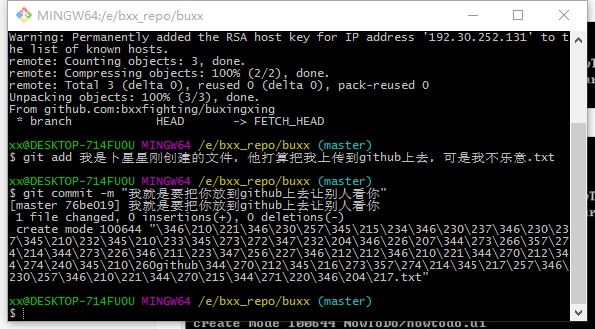 MINGW64:/e/bxx_repo/buxx
Warning: Permanently added the RSA host key for IP address '192.30.252.131' to t
he list of known hosts.
remote: Counting objects: 3, done.
remote: Compressing objects: 100% (2/2), done.
remote: Total 3 (delta 0), reused 0 (delta 0), pack-reused 0
Unpacking objects: 100% (3/3), done.
From github.com:bxxfighting/buxingxing
 * branch            HEAD       -> FETCH_HEAD
xx@DESKTOP-714FUOU MINGW64 /e/bxx_repo/buxx (master)
$ git add 我是卜星星刚创建的文件，他打算把我上传到github上去，可是我不乐意.txt
xx@DESKTOP-714FUOU MINGW64 /e/bxx_repo/buxx (master)
$ git commit -m "我就是要把你放到github上去让别人看你"
[master 76be019] 我就是要把你放到github上去让别人看你
 1 file changed, 0 insertions(+), 0 deletions(-)
 create mode 100644 "\346\210\221\346\230\257\345\215\234\346\230\237\346\230\23
7\345\210\232\345\210\233\345\273\272\347\232\204\346\226\207\344\273\266\357\27
4\214\344\273\226\346\211\223\347\256\227\346\212\212\346\210\221\344\270\212\34
4\274\240\345\210\260github\344\270\212\345\216\273\357\274\214\345\217\257\346\
230\257\346\210\221\344\270\215\344\271\220\346\204\217.txt"
xx@DESKTOP-714FUOU MINGW64 /e/bxx_repo/buxx (master)
$
create mode 100644 NowToDo/nowtodo.ui